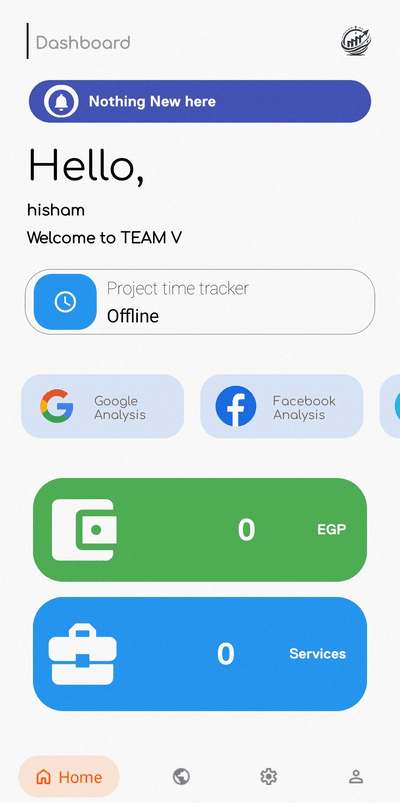 Dashboard
Nothing New here
Hello,
hisham
Welcome to TEAM V
Project time tracker
Offline
Google
Analysis
Facebook
Analysis
0 EGP
0 Services
Home